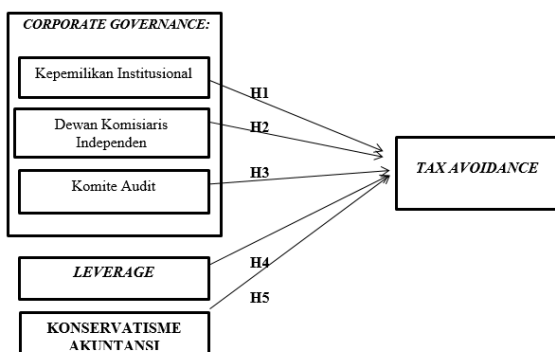 CORPORATE GOVERNANCE:
Kepemilikan Institusional
H1
H2
Dewan Komisiaris
Independen
Komite Audit
H3
TAX AVOIDANCE
LEVERAGE
H4
H5
KONSERVATISME
AKUNTANSI